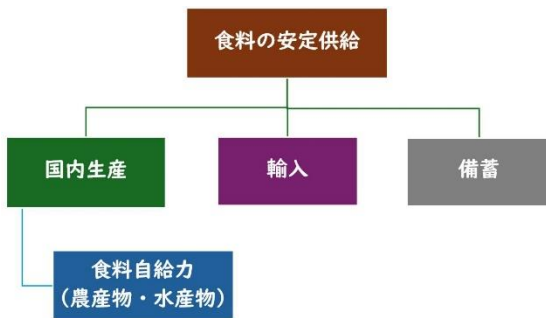 食料の安定供給
国内生産
輸入
備蓄
食料自給力
（農産物・水産物）